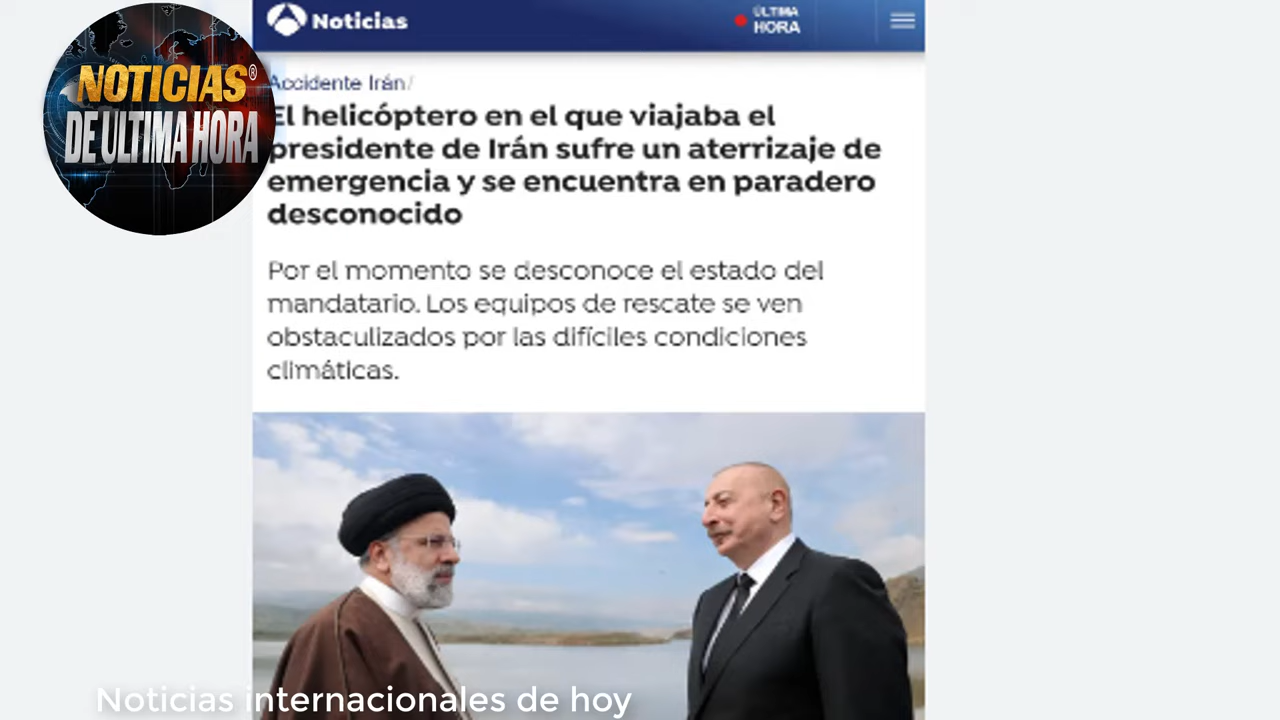 Noticias
ÚLTIMA
HORA
NOTICIAS®
DE ULTIMA HORA
Accidente Irán/
El helicóptero en el que viajaba el
presidente de Irán sufre un aterrizaje de
emergencia y se encuentra en paradero
desconocido
Por el momento se desconoce el estado del
mandatario. Los equipos de rescate se ven
obstaculizados por las difíciles condiciones
climáticas.
Noticias internacionales de hoy